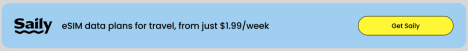 Saily eSIM data plans for travel, from just $1.99/week Get Saily